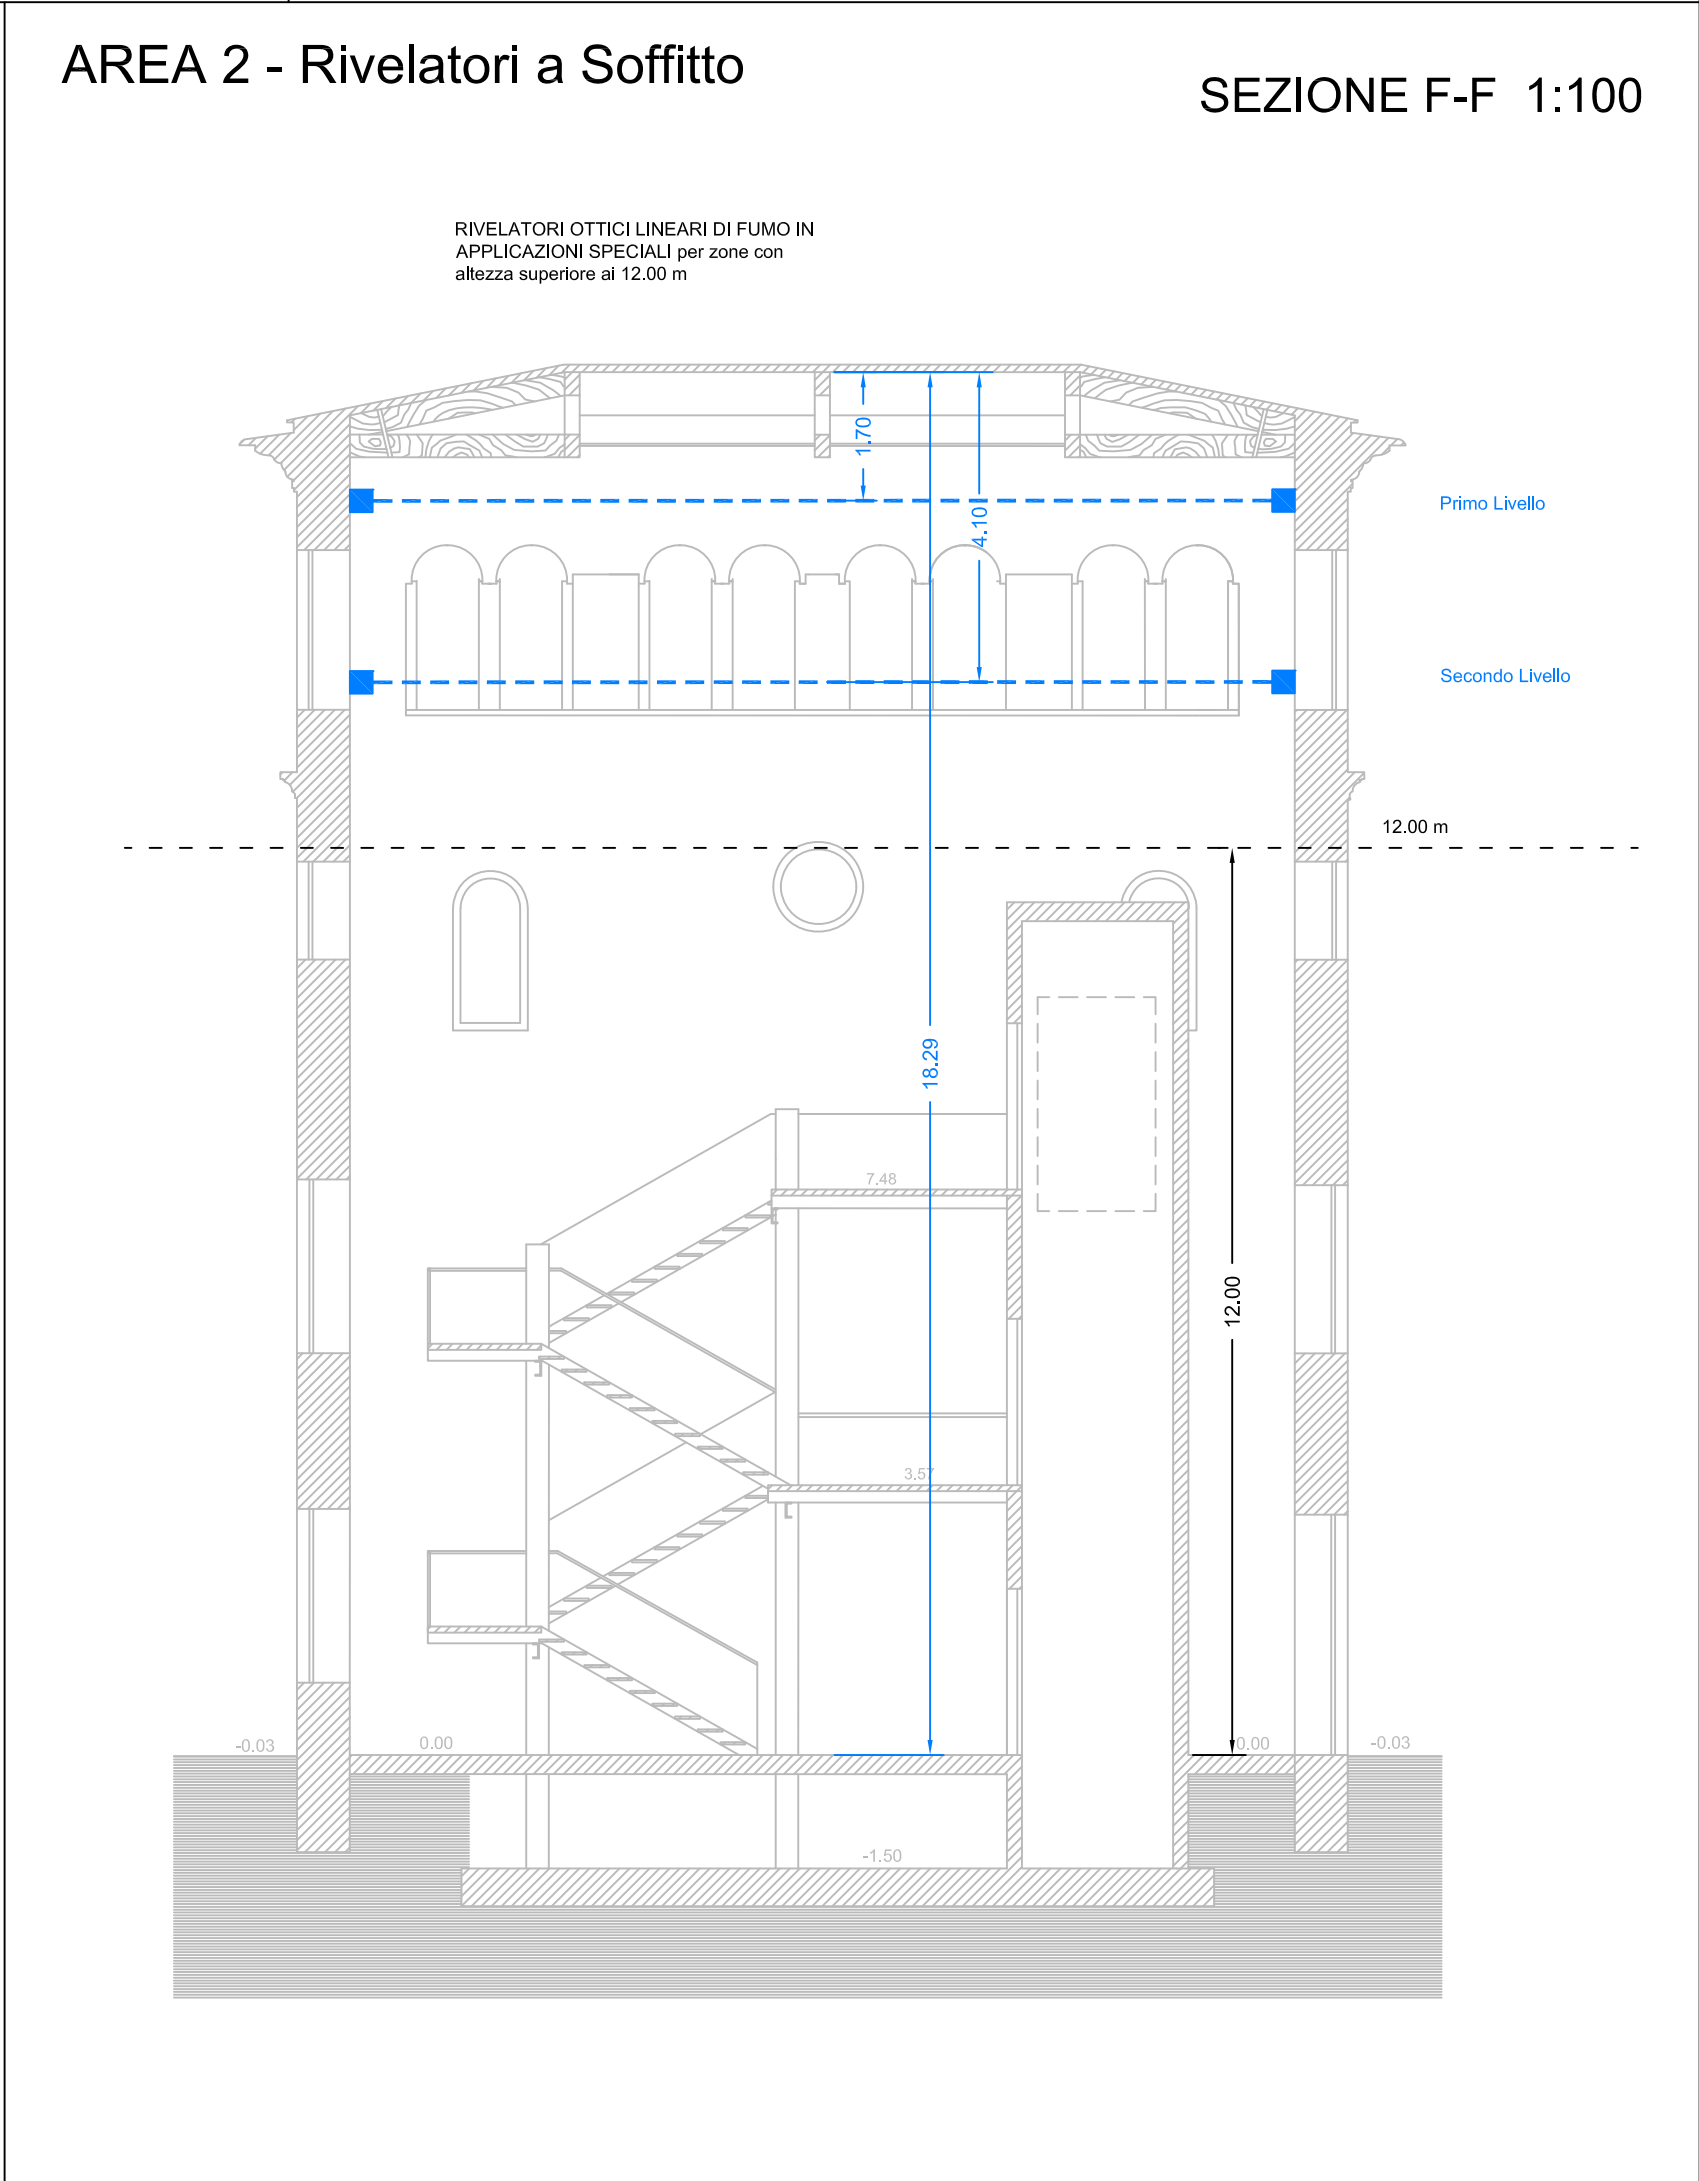 AREA 2 - Rivelatori a Soffitto
SEZIONE F-F 1:100
RIVELATORI OTTICI LINEARI DI FUMO IN
APPLICAZIONI SPECIALI per zone con
altezza superiore ai 12.00 m
1.70
4.10
Primo Livello
Secondo Livello
12.00 m
18.29
7.48
12.00
3.57
-0.03
0.00
0.00
-0.03
-1.50